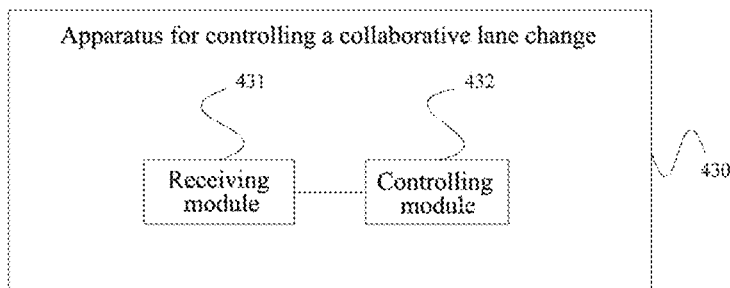 Apparatus for controlling a collaborative lane change
431
432
Receiving
module
Controlling
module
430